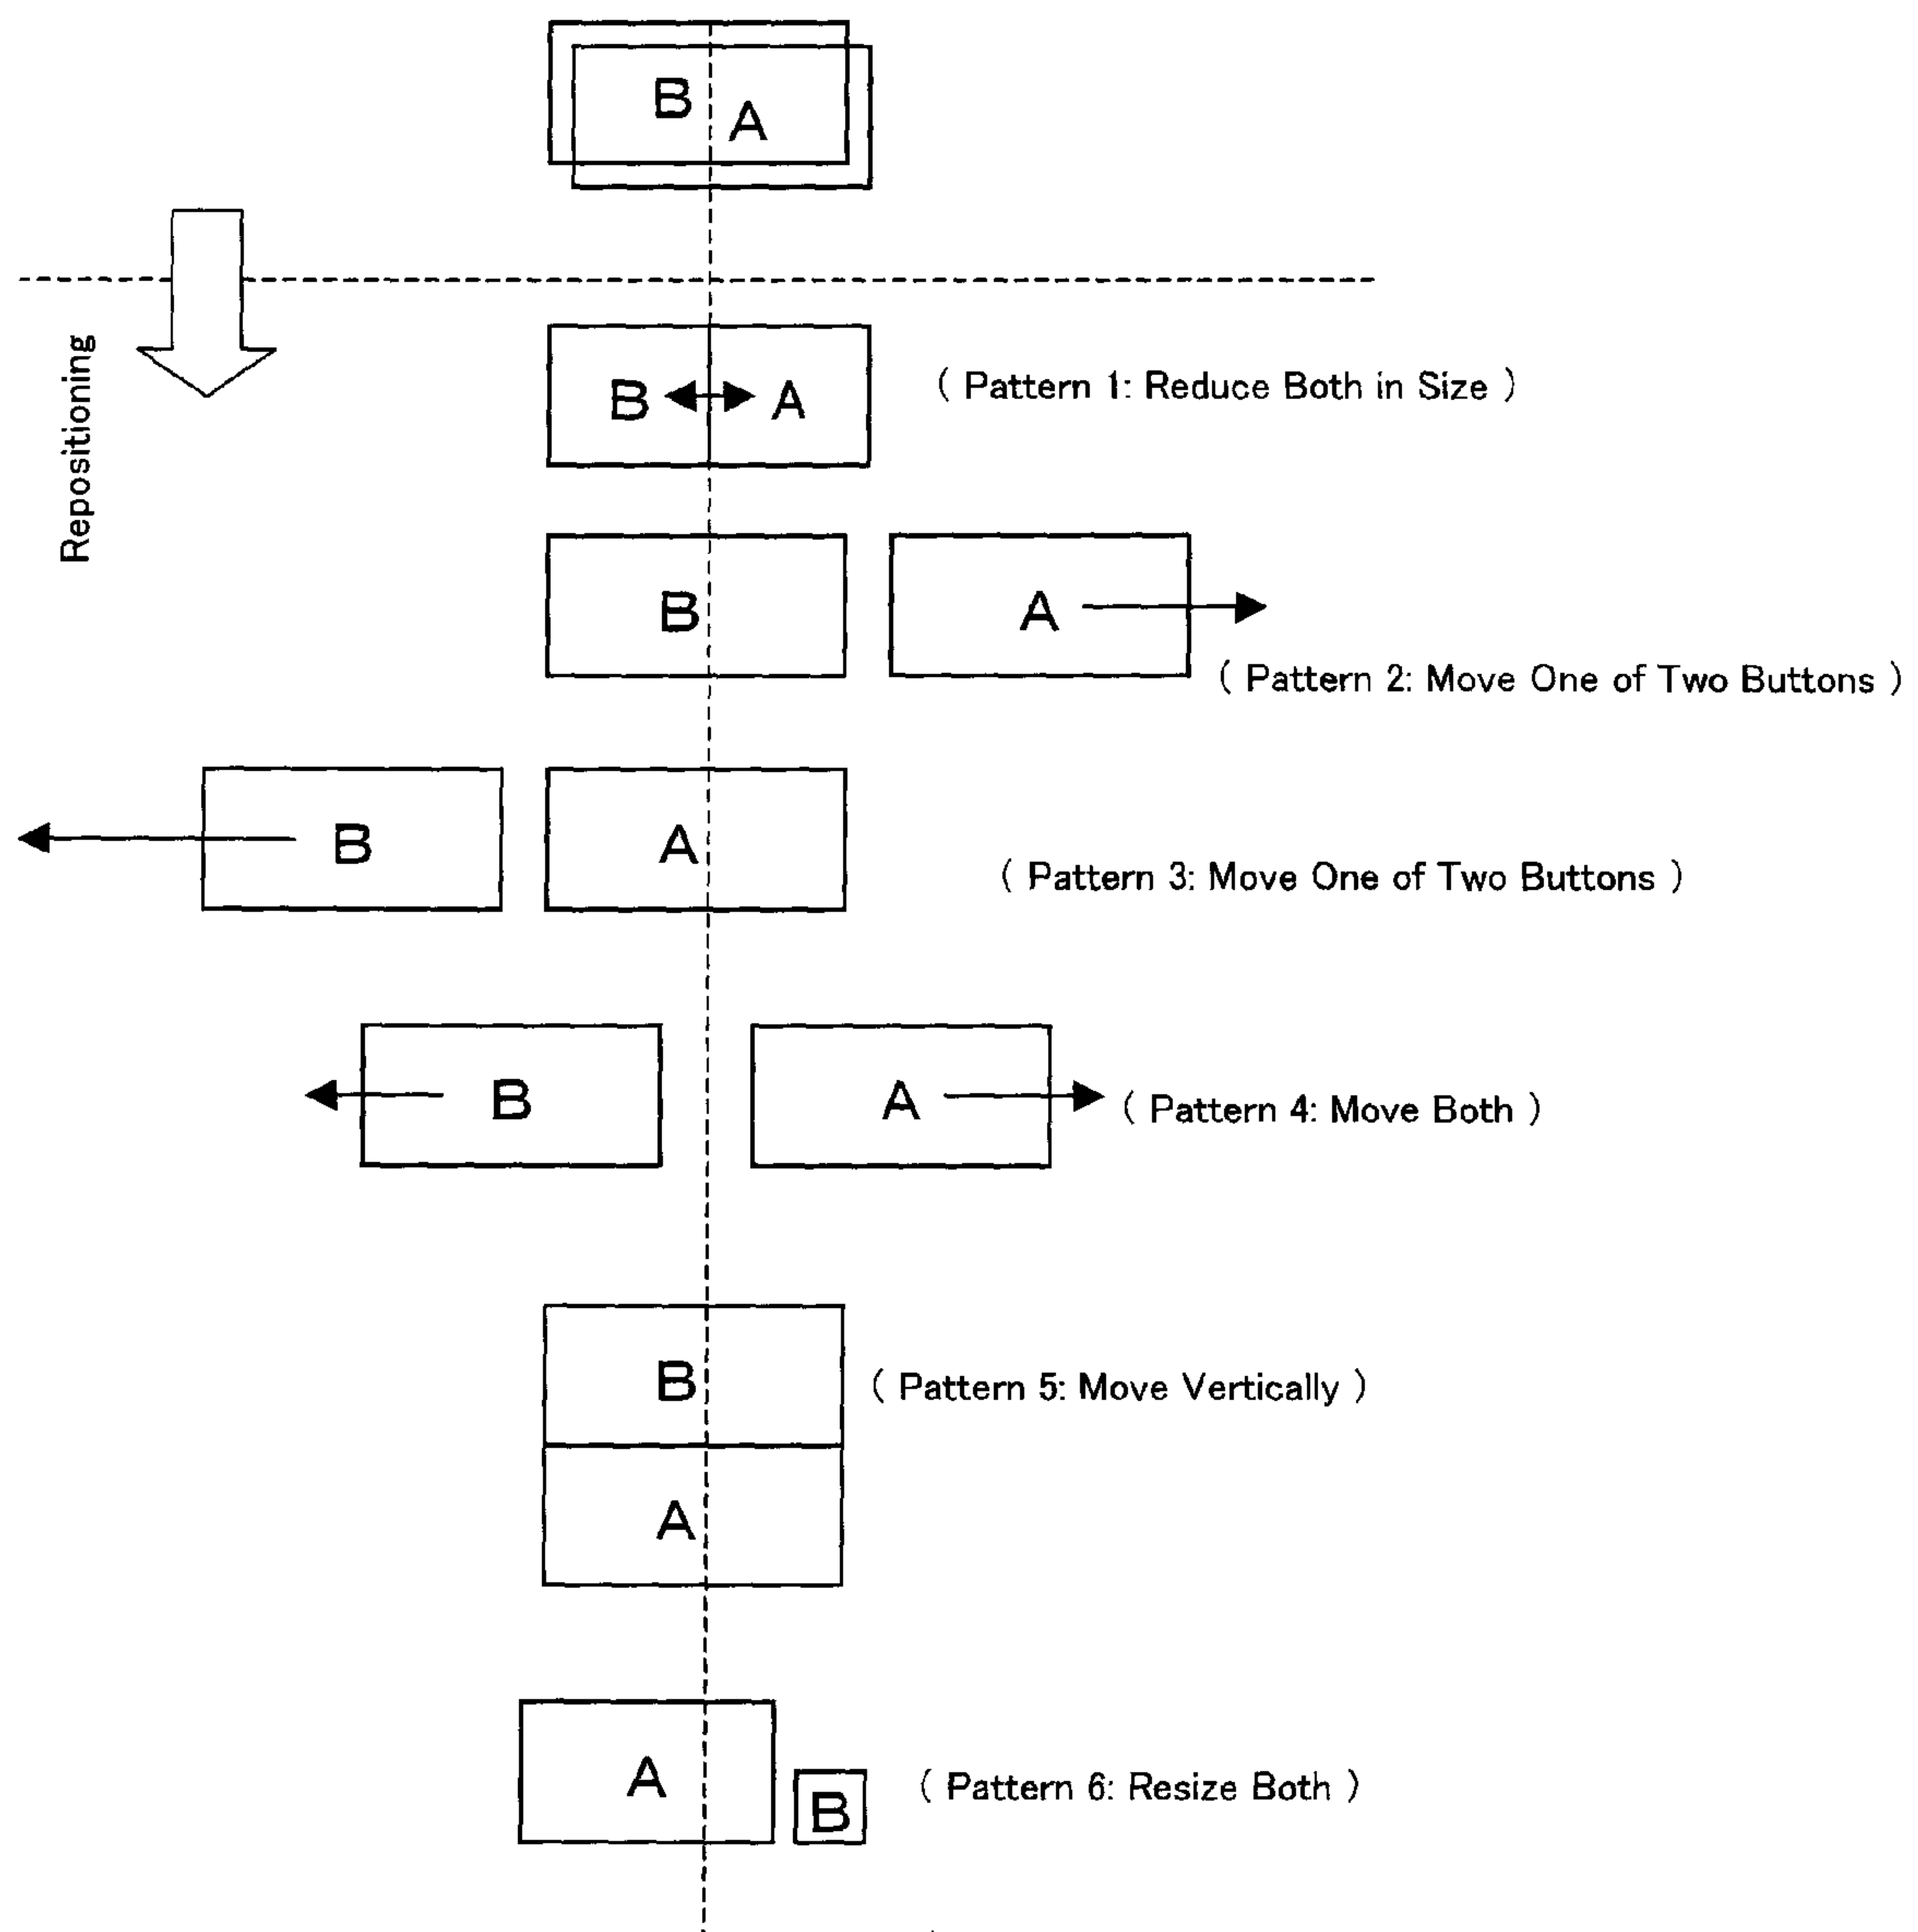 B
A
Repositioning
B A
( Pattern 1: Reduce Both in Size )
B A
( Pattern 2: Move One of Two Buttons )
B A
( Pattern 3: Move One of Two Buttons )
B A
( Pattern 4: Move Both )
B
( Pattern 5: Move Vertically )
A
A
B
( Pattern 6: Resize Both )